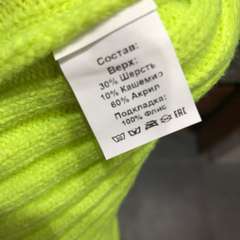 Состав:
Верх:
30% Шерсть
10% Кашемир
60% Акрил
Подкладка:
100% Флис